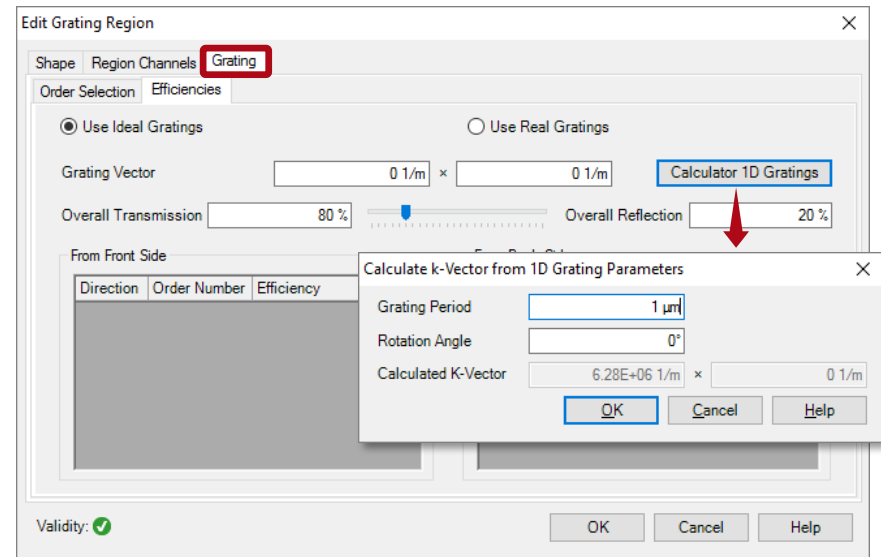 Edit Grating Region
Shape Region Channels Grating
Order Selection Efficiencies
Use Ideal Gratings Use Real Gratings
Grating Vector 0 1/m × 0 1/m Calculator 1D Gratings
Overall Transmission 80 % Overall Reflection 20 %
From Front Side
Direction Order Number Efficiency
Calculate k-Vector from 1D Grating Parameters
Grating Period 1 µm
Rotation Angle 0°
Calculated K-Vector 6.28E+06 1/m × 0 1/m
OK Cancel Help
Validity:
OK Cancel Help